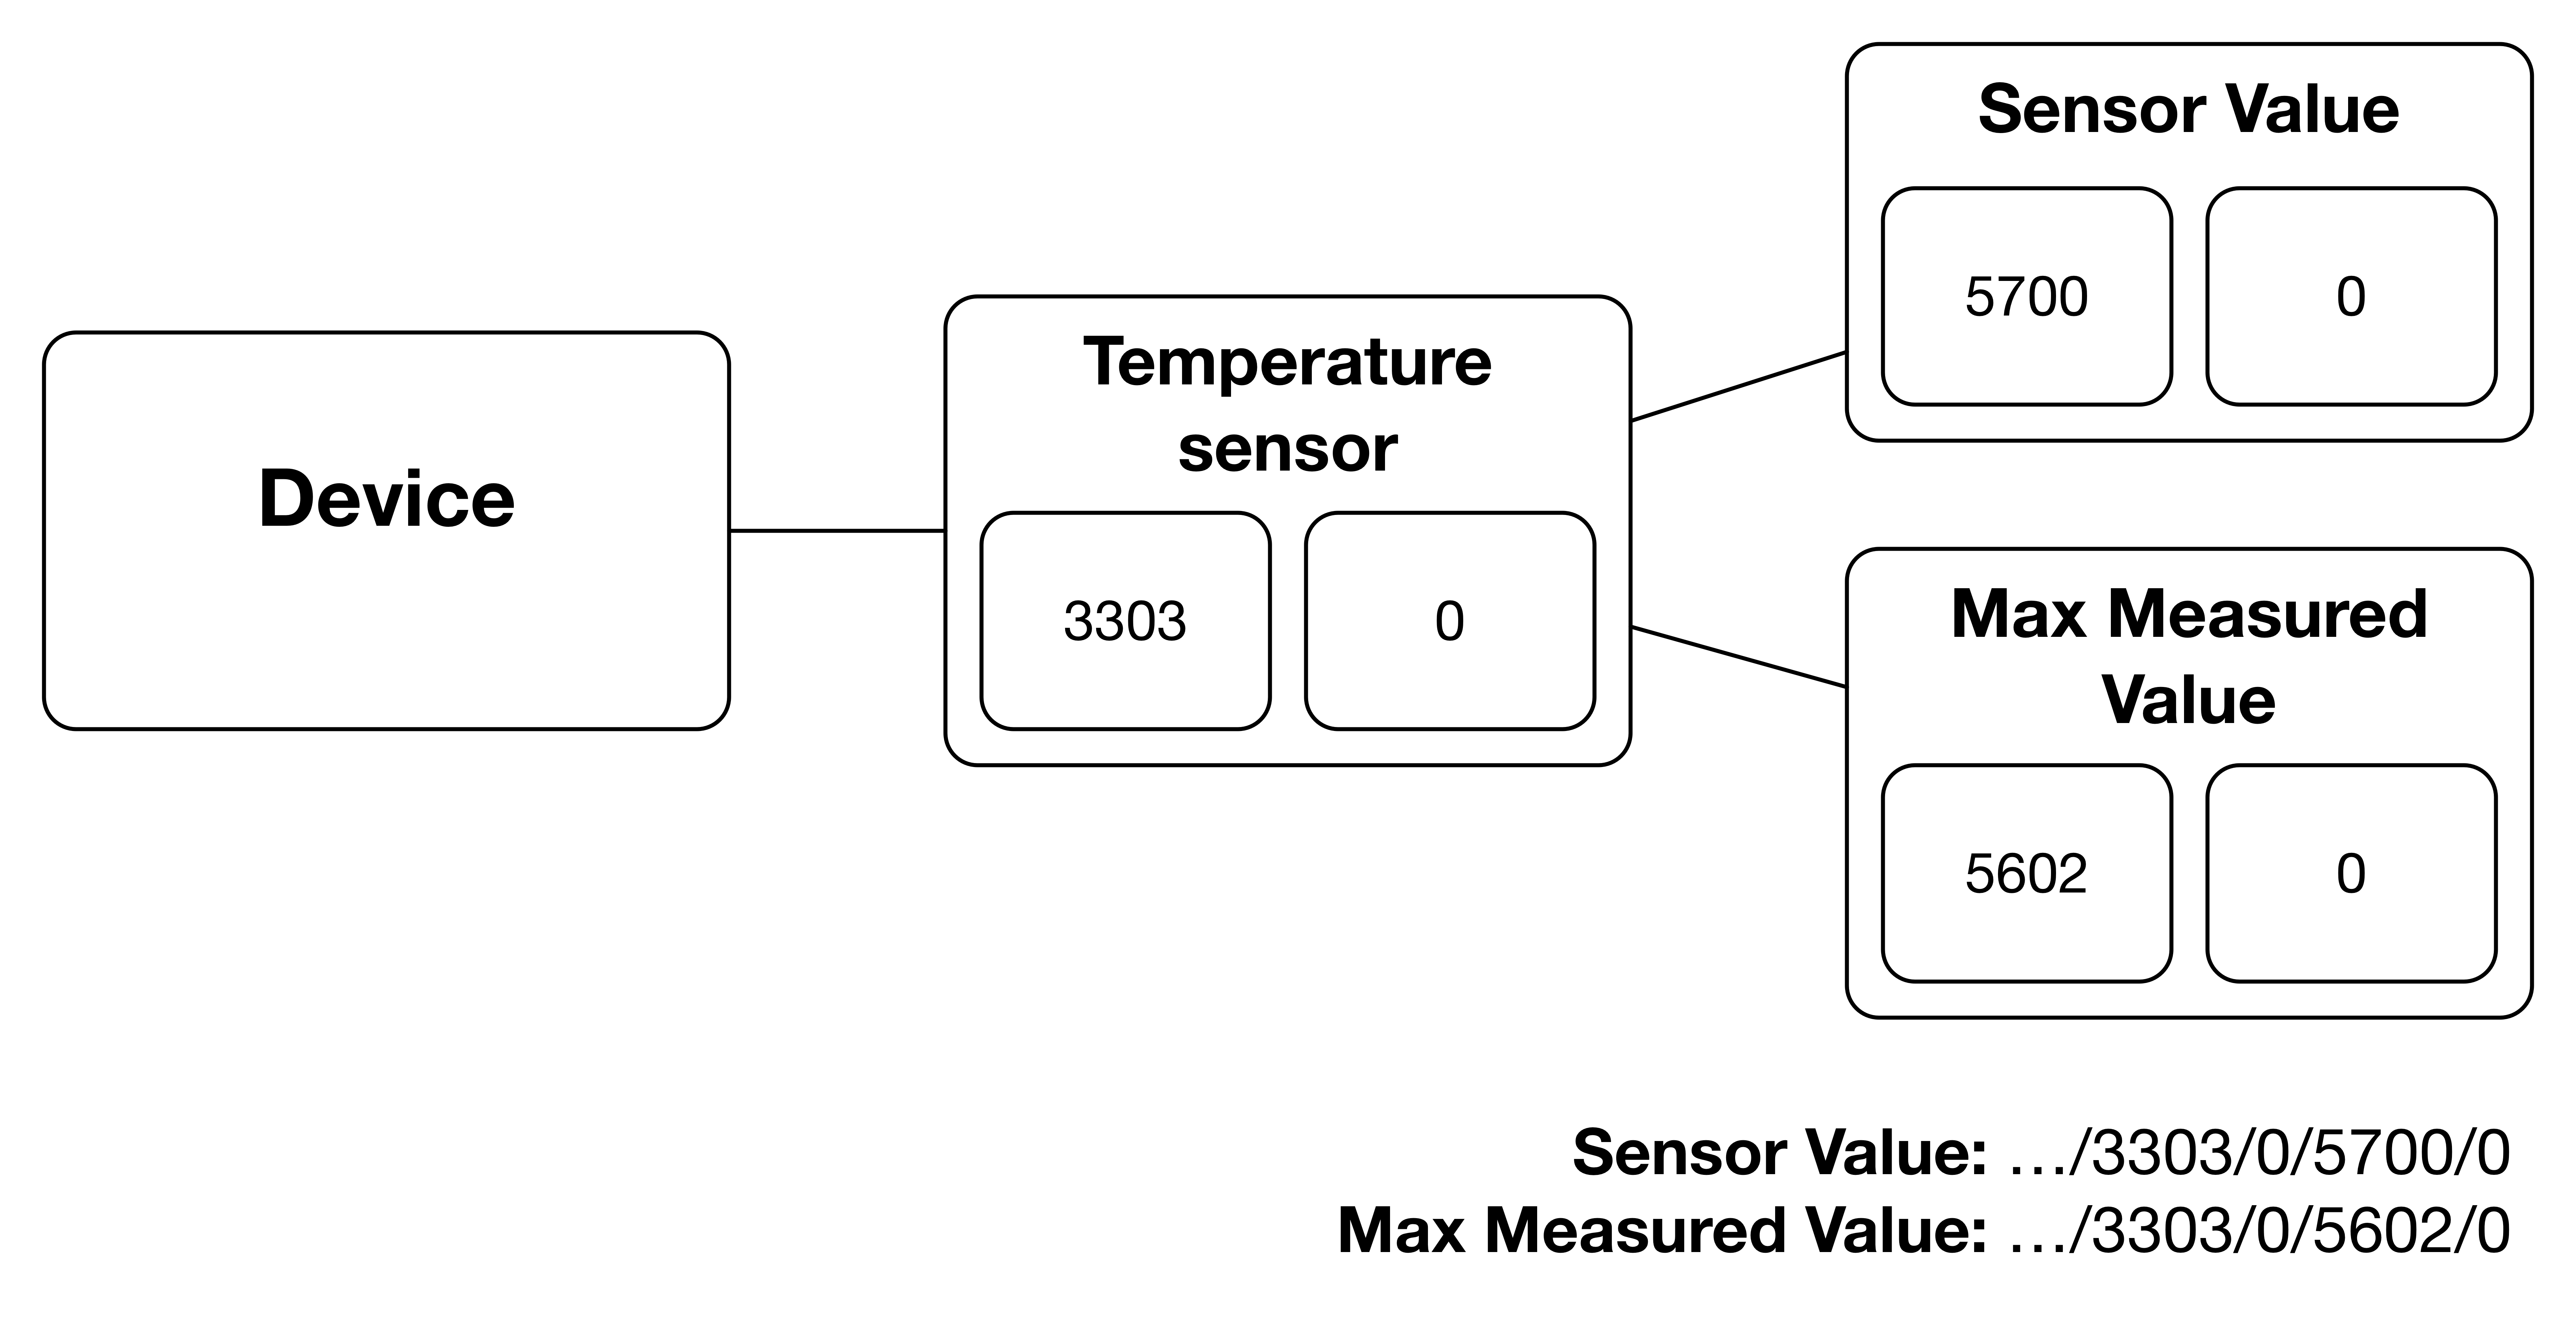 Device
Temperature
sensor
3303
0
Sensor Value
5700
0
Max Measured
Value
5602
0
Sensor Value: .../3303/0/5700/0
Max Measured Value: .../3303/0/5602/0